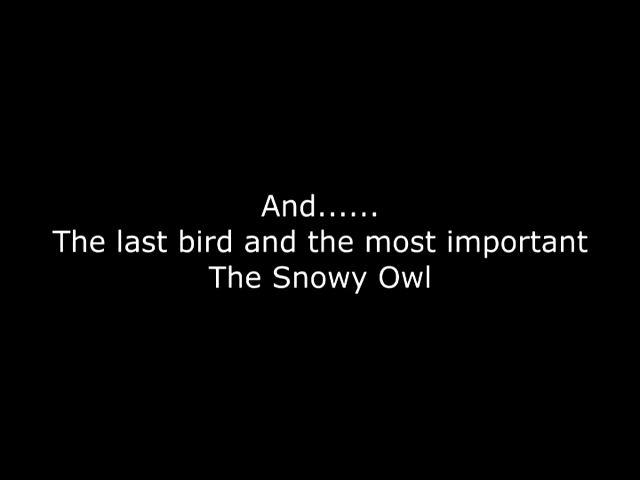 And......
The last bird and the most important
The Snowy Owl